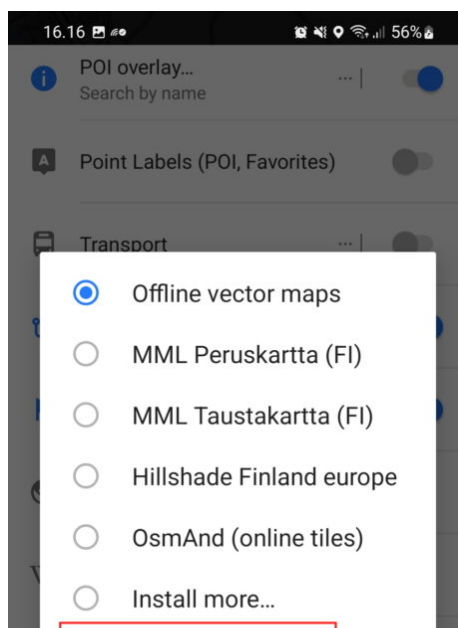 16.16 56%
POI overlay...
Search by name
A
Point Labels (POI, Favorites)
Transport
Offline vector maps
MML Peruskartta (FI)
MML Taustakartta (FI)
Hillshade Finland europe
OsmAnd (online tiles)
W
Install more...